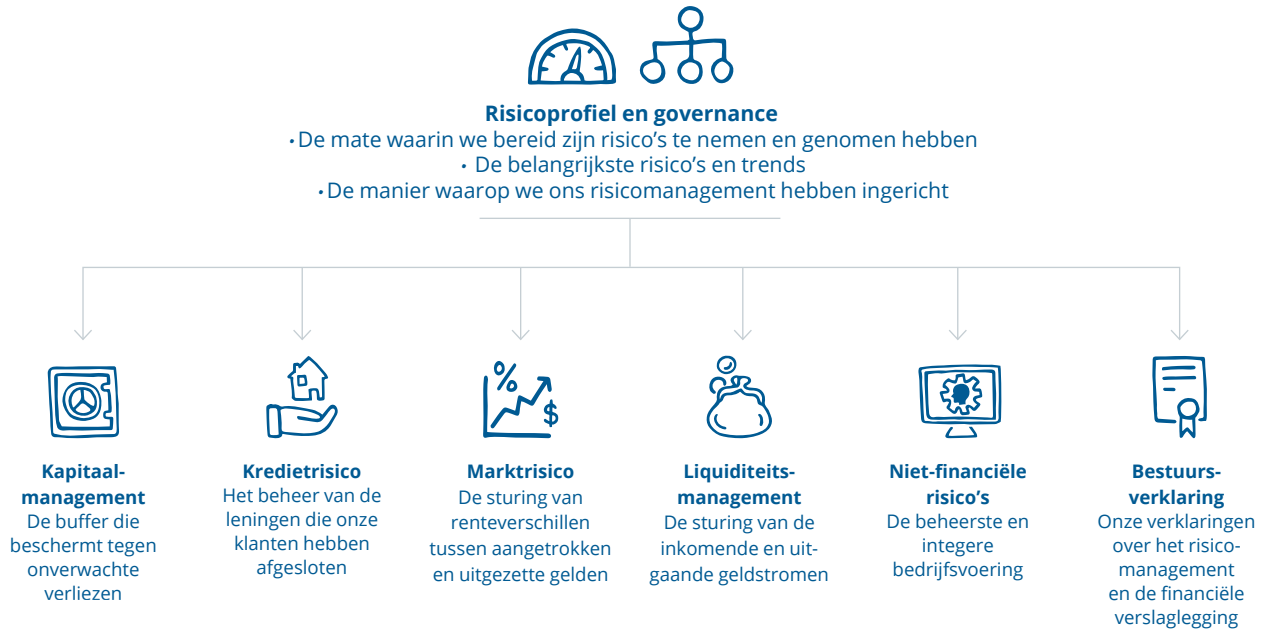 Risicoprofiel en governance
• De mate waarin we bereid zijn risico's te nemen en genomen hebben
• De belangrijkste risico's en trends
• De manier waarop we ons risicomanagement hebben ingericht
%
$
Kapitaal-
management
De buffer die
beschermt tegen
onverwachte
verliezen
Kredietrisico
Het beheer van de
leningen die onze
klanten hebben
afgesloten
Marktrisico
De sturing van
renteverschillen
tussen aangetrokken
en uitgezette gelden
Liquiditeits-
management
De sturing van de
inkomende en uit-
gaande geldstromen
Niet-financiële
risico's
De beheerste en
integere
bedrijfsvoering
Bestuurs-
verklaring
Onze verklaringen
over het risico-
management
en de financiële
verslaglegging